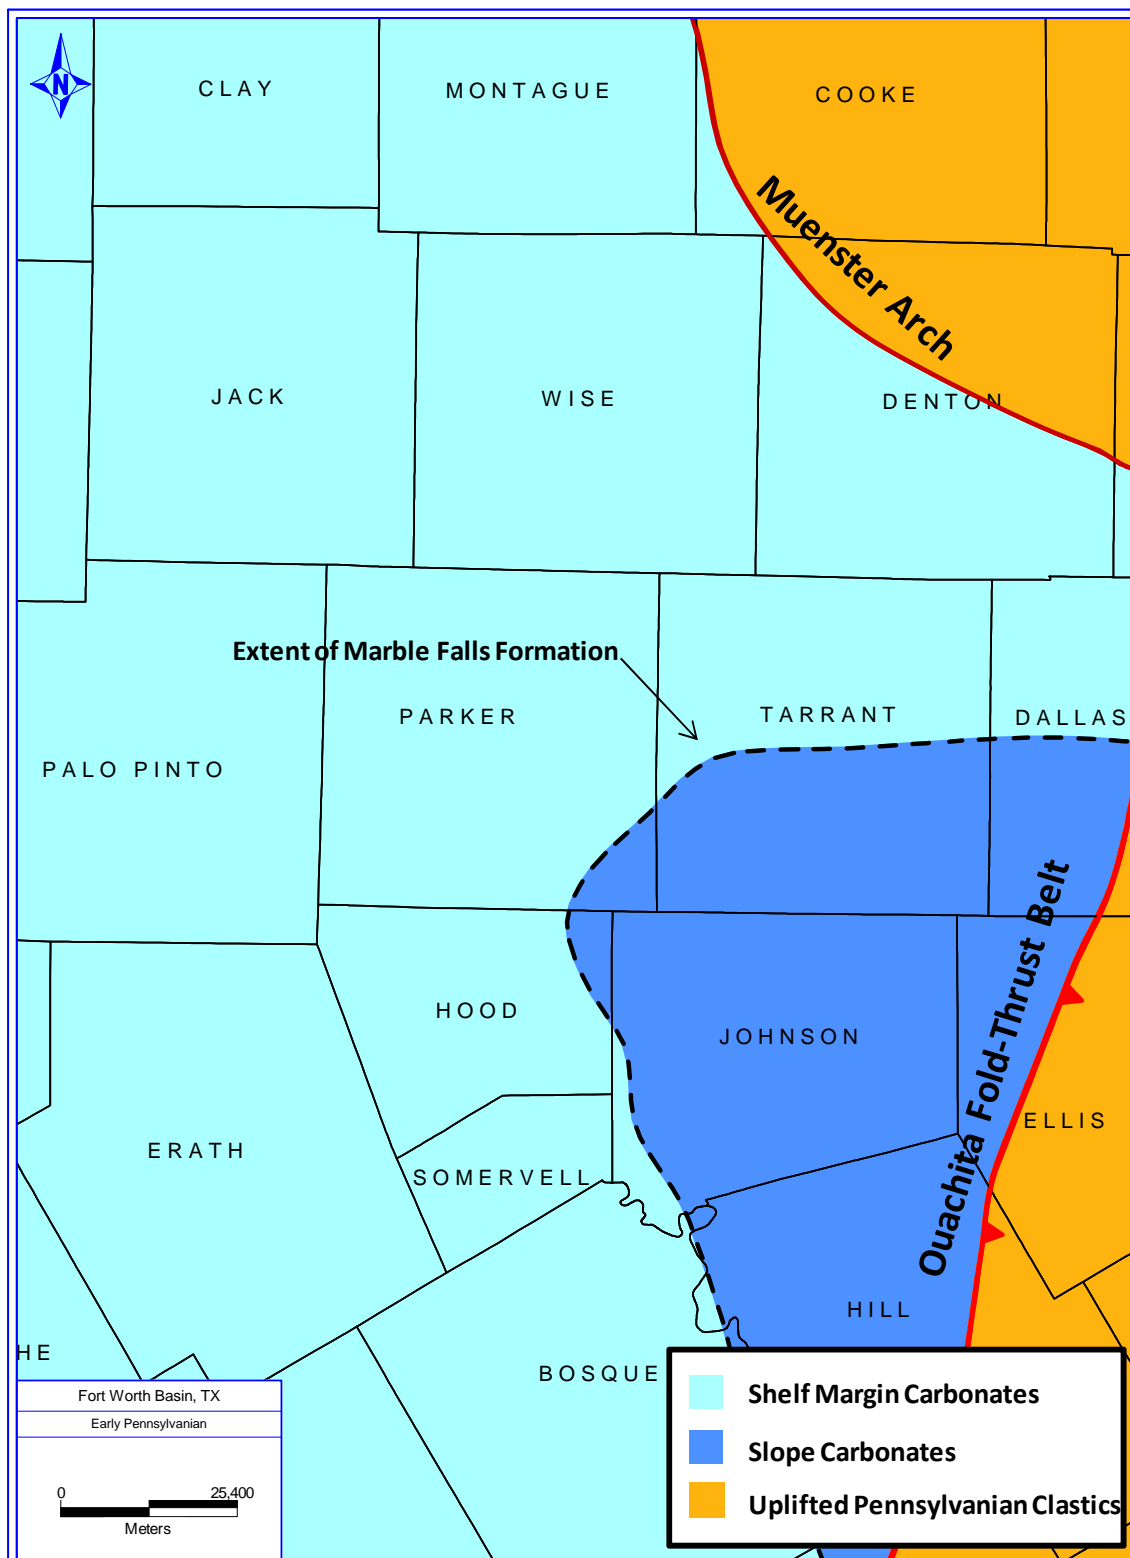 N
CLAY
MONTAGUE
COOKE
Muenster Arch
JACK
WISE
DENTON
Extent of Marble Falls Formation
PARKER
TARRANT
DALLAS
PALO PINTO
HOOD
JOHNSON
Ouachita Fold-Thrust Belt
ELLIS
ERATH
SOMERVELL
HILL
HE
BOSQUE
Fort Worth Basin, TX
Early Pennsylvanian
0 25,400
Meters
Shelf Margin Carbonates
Slope Carbonates
Uplifted Pennsylvanian Clastics